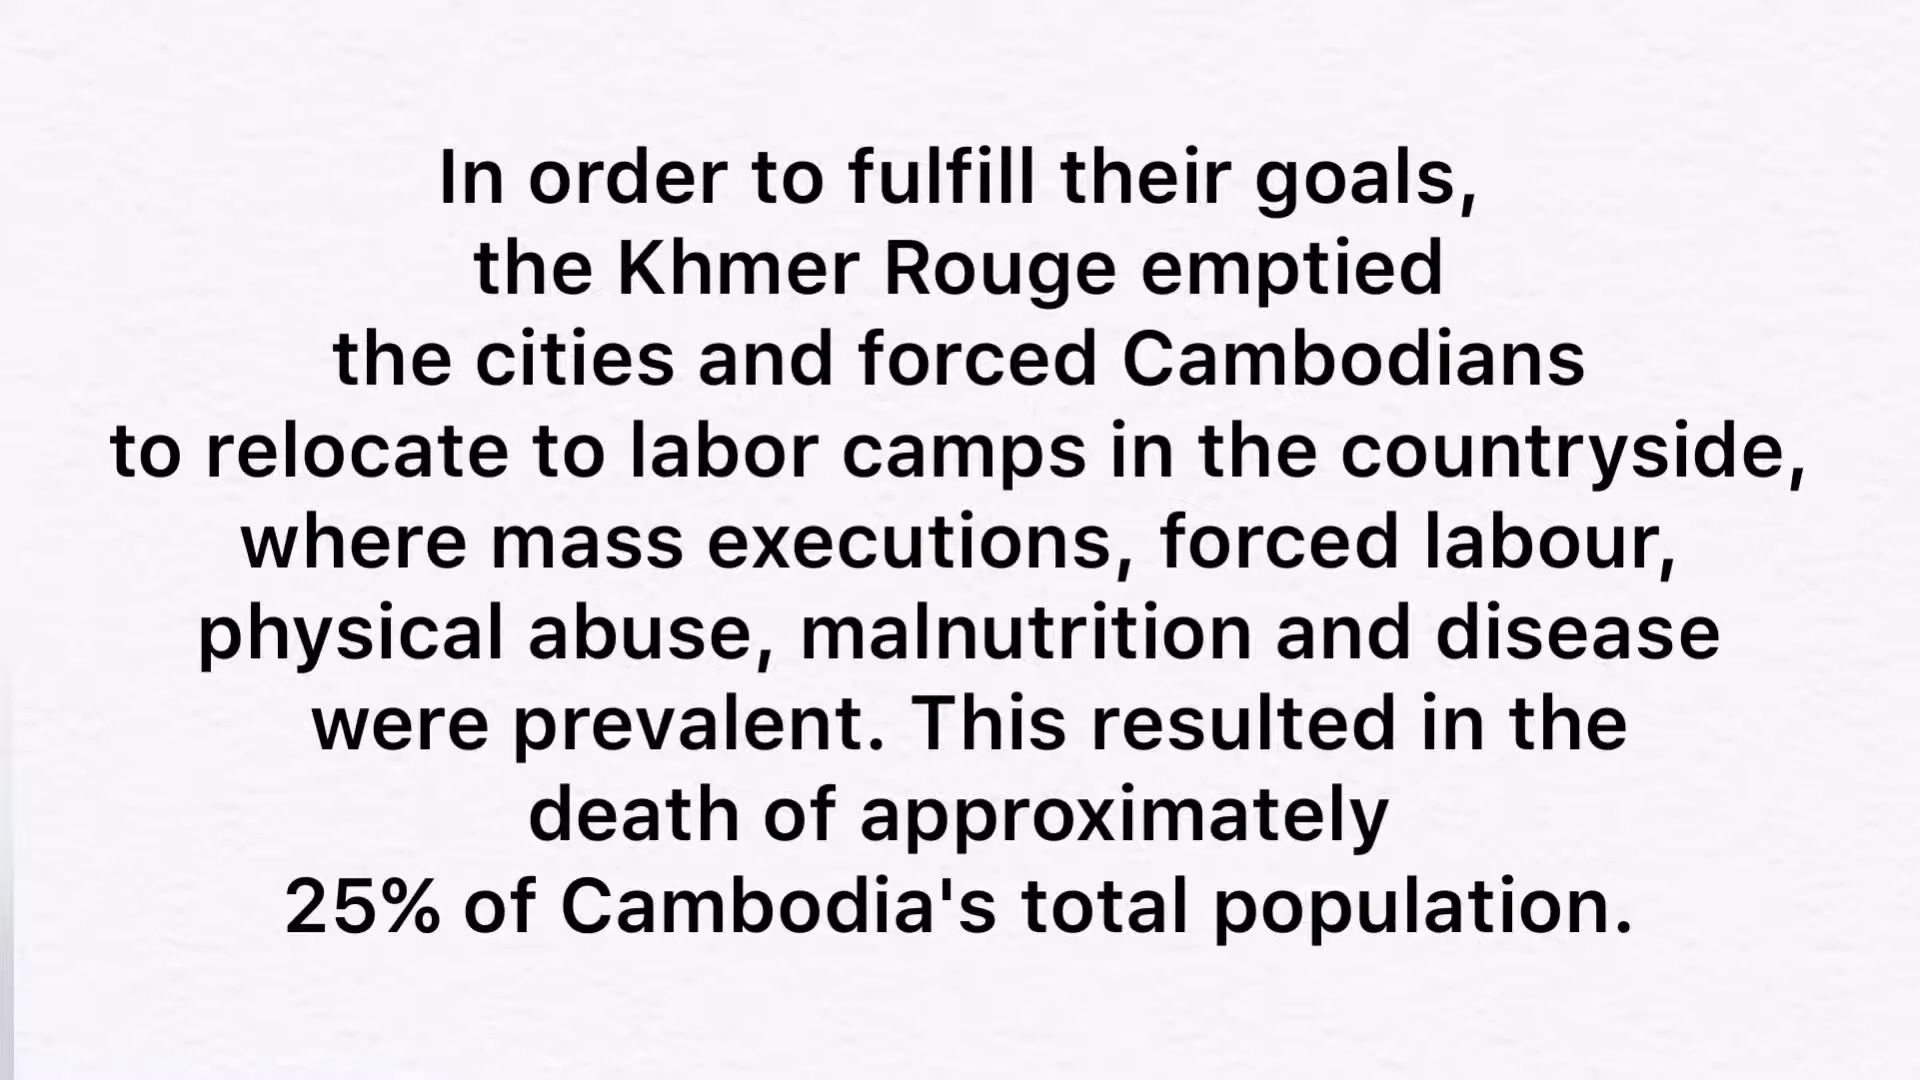 In order to fulfill their goals,
the Khmer Rouge emptied
the cities and forced Cambodians
to relocate to labor camps in the countryside,
where mass executions, forced labour,
physical abuse, malnutrition and disease
were prevalent. This resulted in the
death of approximately
25% of Cambodia's total population.